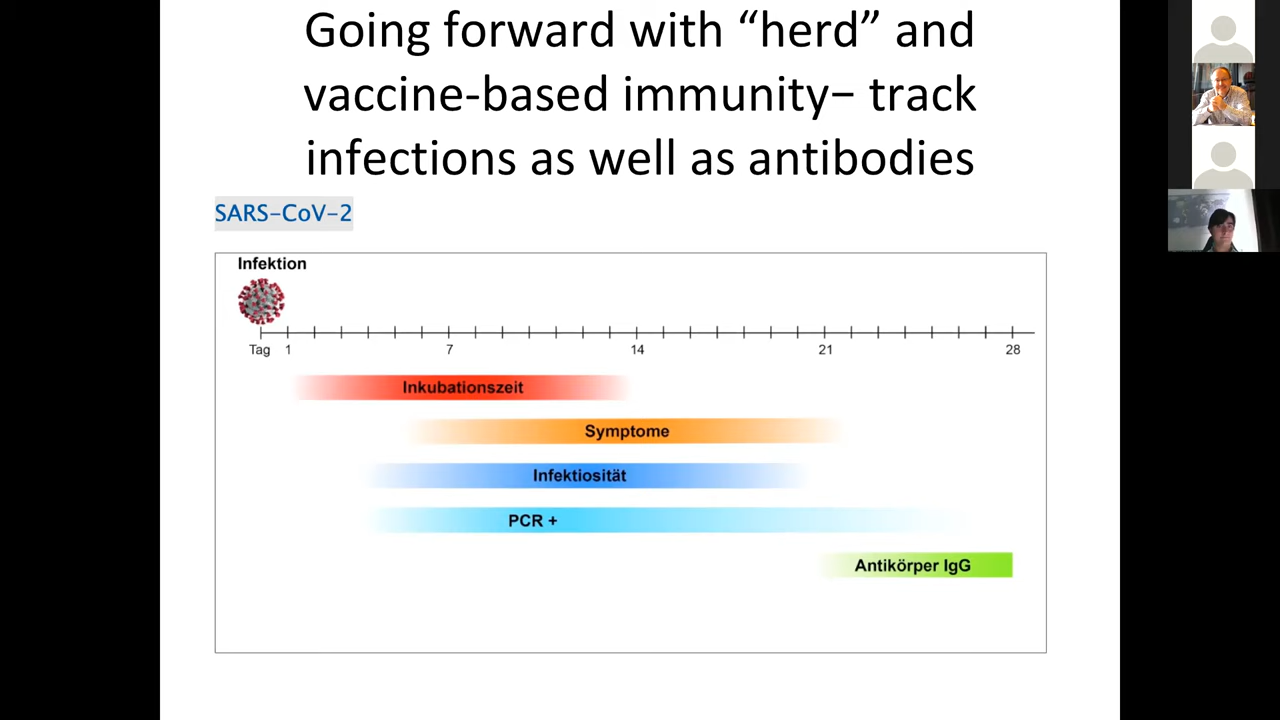 Going forward with “herd” and
vaccine-based immunity− track
infections as well as antibodies
SARS-CoV-2
Infektion
Tag 1 7 14 21 28
Inkubationszeit
Symptome
Infektiosität
PCR +
Antikörper IgG